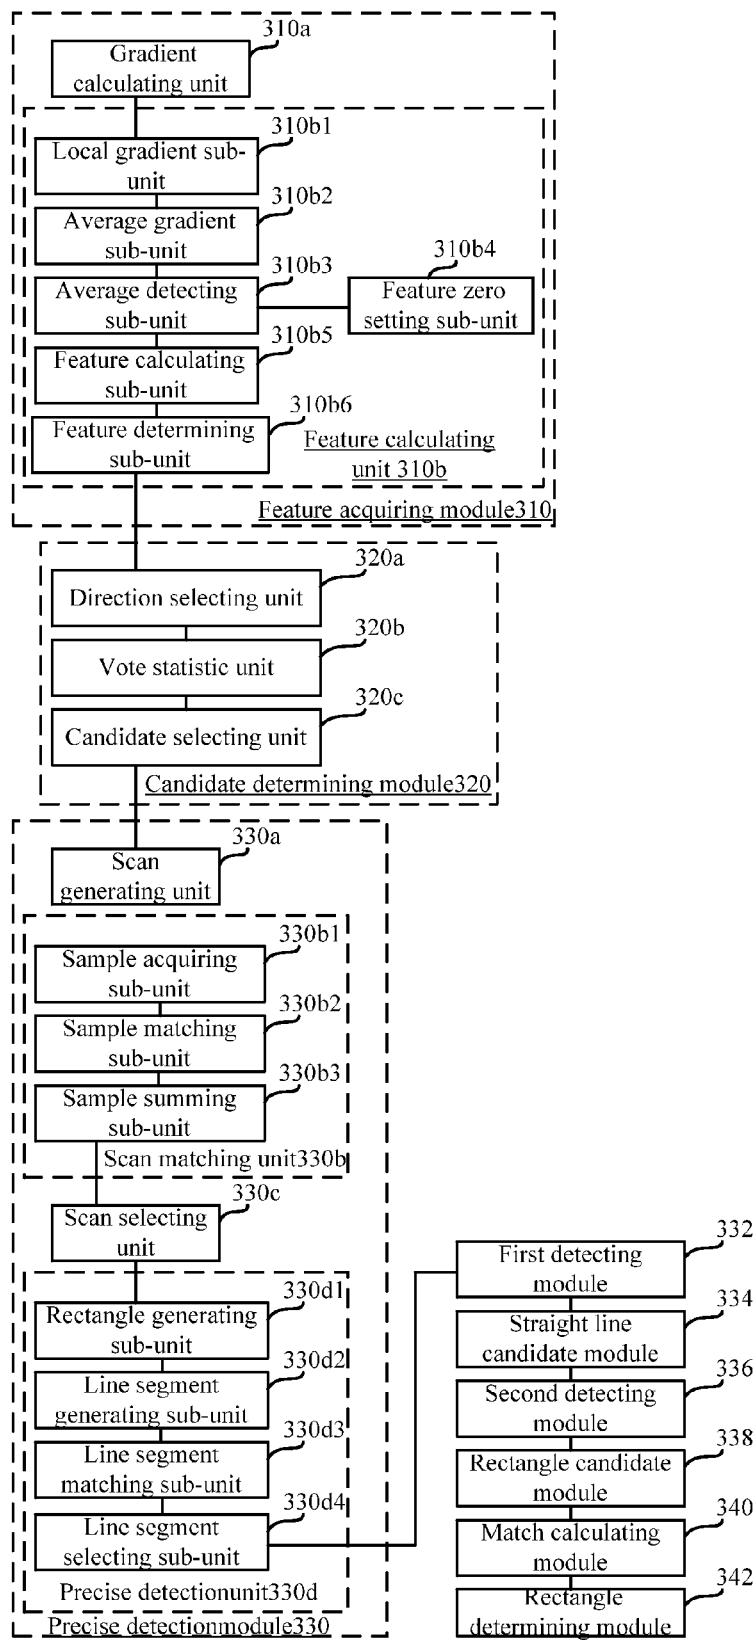 310a
Gradient
calculating unit
310b1
Local gradient sub-
unit
310b2
Average gradient
sub-unit
310b3
Average detecting
sub-unit
310b4
Feature zero
setting sub-unit
310b5
Feature calculating
sub-unit
310b6
Feature determining
sub-unit
Feature calculating
unit 310b
Feature acquiring module310
320a
Direction selecting unit
320b
Vote statistic unit
320c
Candidate selecting unit
Candidate determining module320
330a
Scan
generating unit
330b1
Sample acquiring
sub-unit
330b2
Sample matching
sub-unit
330b3
Sample summing
sub-unit
Scan matching unit330b
330c
Scan selecting
unit
330d1
Rectangle generating
sub-unit
330d2
Line segment
generating sub-unit
330d3
Line segment
matching sub-unit
330d4
Line segment
selecting sub-unit
Precise detectionunit330d
Precise detectionmodule330
332
First detecting
module
334
Straight line
candidate module
336
Second detecting
module
338
Rectangle candidate
module
340
Match calculating
module
342
Rectangle
determining module